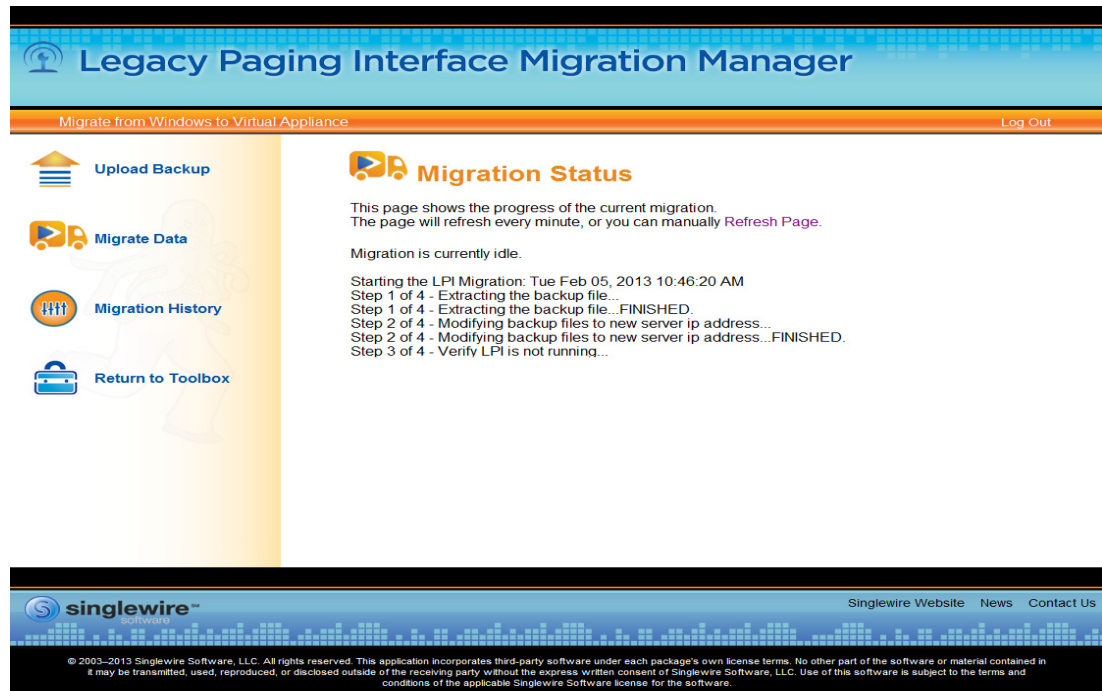 Legacy Paging Interface Migration Manager
Migrate from Windows to Virtual Appliance
Log Out
Upload Backup
Migrate Data
Migration History
Return to Toolbox
Migration Status
This page shows the progress of the current migration.
The page will refresh every minute, or you can manually Refresh Page.
Migration is currently idle.
Starting the LPI Migration: Tue Feb 05, 2013 10:46:20 AM
Step 1 of 4 - Extracting the backup file...
Step 1 of 4 - Extracting the backup file...FINISHED.
Step 2 of 4 - Modifying backup files to new server ip address...
Step 2 of 4 - Modifying backup files to new server ip address...FINISHED.
Step 3 of 4 - Verify LPI is not running...
S singlewire℠
software
Singlewire Website News Contact Us
© 2003–2013 Singlewire Software, LLC. All rights reserved. This application incorporates third-party software under each package's own license terms. No other part of the software or material contained in
it may be transmitted, used, reproduced, or disclosed outside of the receiving party without the express written consent of Singlewire Software, LLC. Use of this software is subject to the terms and
conditions of the applicable Singlewire Software license for the software.